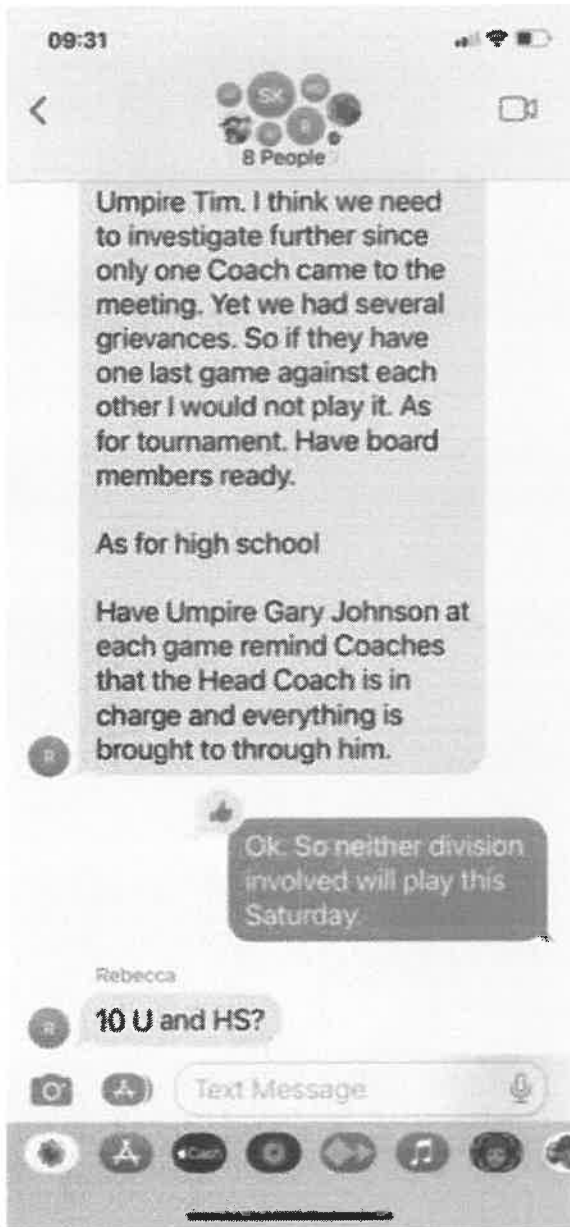 09:31
SK
R
8 People
Umpire Tim. I think we need
to investigate further since
only one Coach came to the
meeting. Yet we had several
grievances. So if they have
one last game against each
other I would not play it. As
for tournament. Have board
members ready.
As for high school
Have Umpire Gary Johnson at
each game remind Coaches
that the Head Coach is in
charge and everything is
brought to through him.
R
Ok. So neither division
involved will play this
Saturday.
Rebecca
R
10 U and HS?
Text Message
Cash